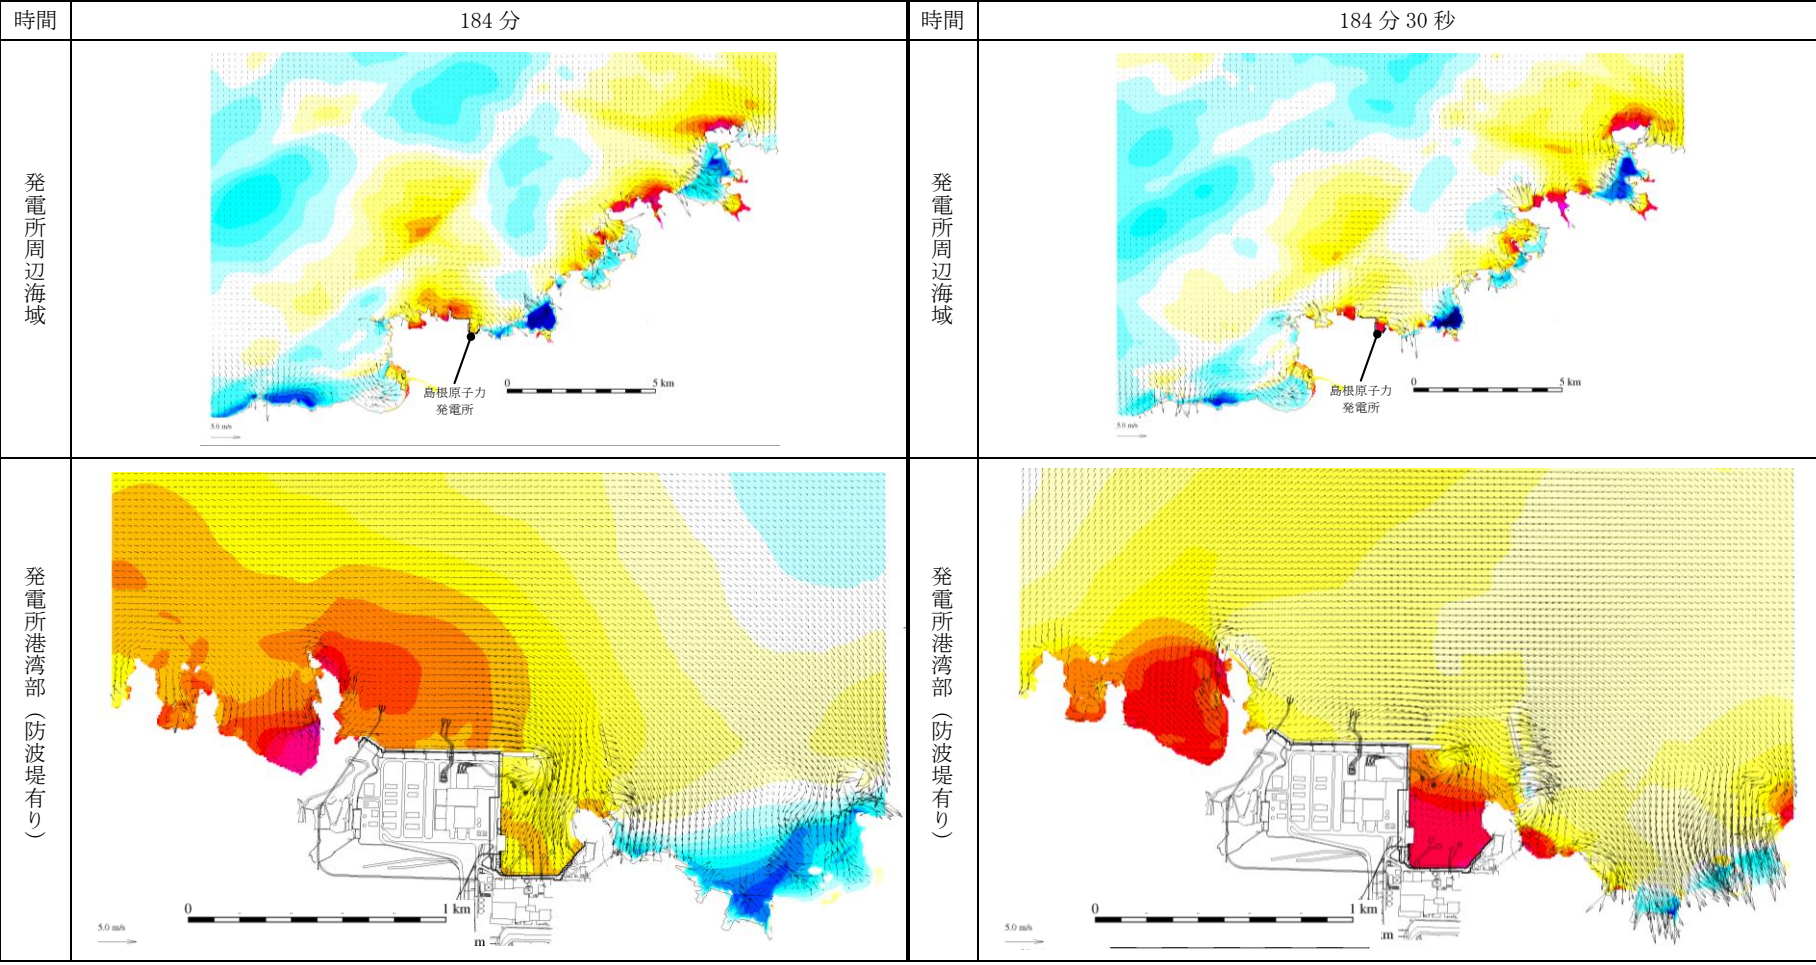 時間
184 分
時間
184 分 30 秒
発電所周辺海域
0
5 km
島根原子力
発電所
5.0 m/s
発電所周辺海域
0
5 km
島根原子力
発電所
5.0 m/s
発電所港湾部（防波堤有り）
0
1 km
5.0 m/s
m
発電所港湾部（防波堤有り）
0
1 km
5.0 m/s
:m